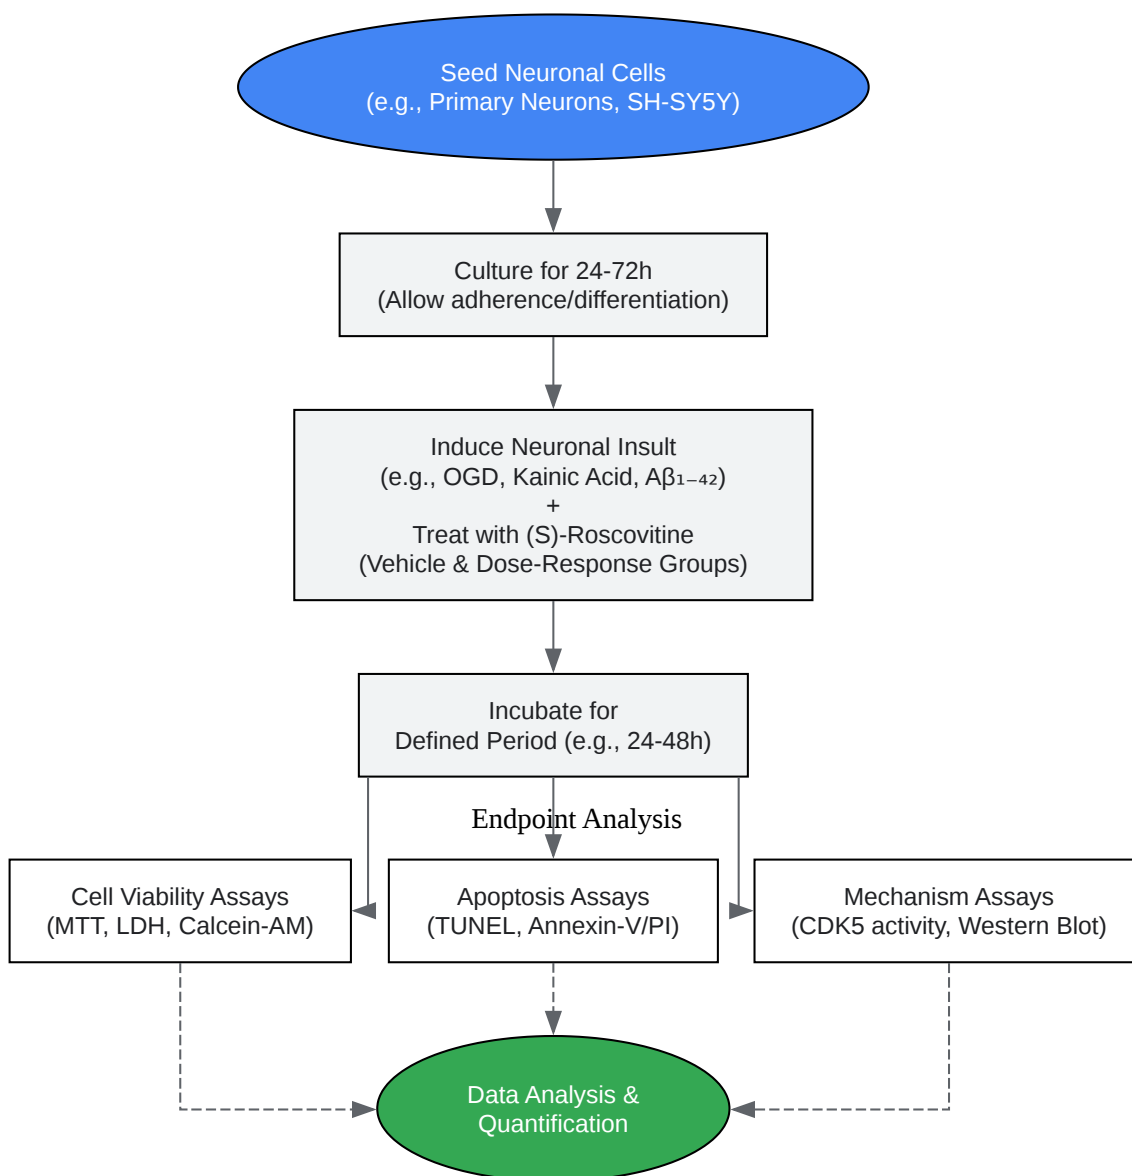 Seed Neuronal Cells
(e.g., Primary Neurons, SH-SY5Y)
Culture for 24-72h
(Allow adherence/differentiation)
Induce Neuronal Insult
(e.g., OGD, Kainic Acid, Aβ₁₋₄₂)
+
Treat with (S)-Roscovitine
(Vehicle & Dose-Response Groups)
Incubate for
Defined Period (e.g., 24-48h)
Endpoint Analysis
Cell Viability Assays
(MTT, LDH, Calcein-AM)
Apoptosis Assays
(TUNEL, Annexin-V/PI)
Mechanism Assays
(CDK5 activity, Western Blot)
Data Analysis &
Quantification